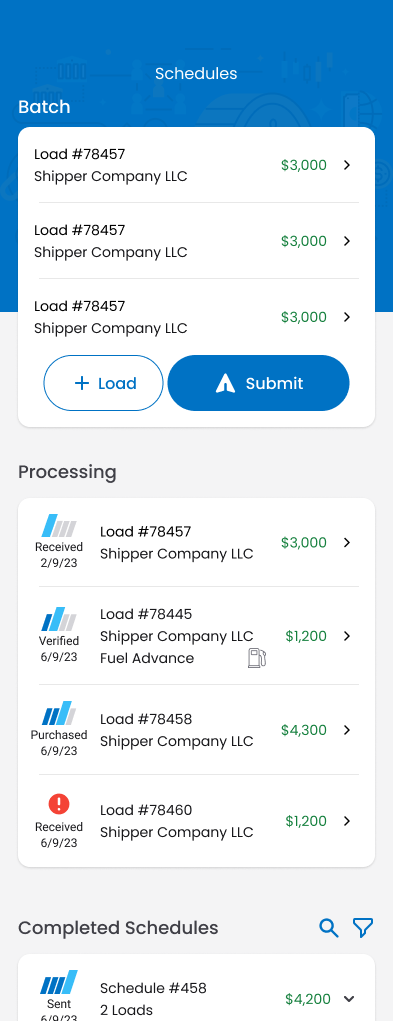 Schedules
Batch
Load #78457
Shipper Company LLC
$3,000
Load #78457
Shipper Company LLC
$3,000
Load #78457
Shipper Company LLC
$3,000
+ Load
Submit
Processing
Received
2/9/23
Load #78457
Shipper Company LLC
$3,000
Verified
6/9/23
Load #78445
Shipper Company LLC
Fuel Advance
$1,200
Purchased
6/9/23
Load #78458
Shipper Company LLC
$4,300
Received
6/9/23
Load #78460
Shipper Company LLC
$1,200
Completed Schedules
Sent
6/9/23
Schedule #458
2 Loads
$4,200